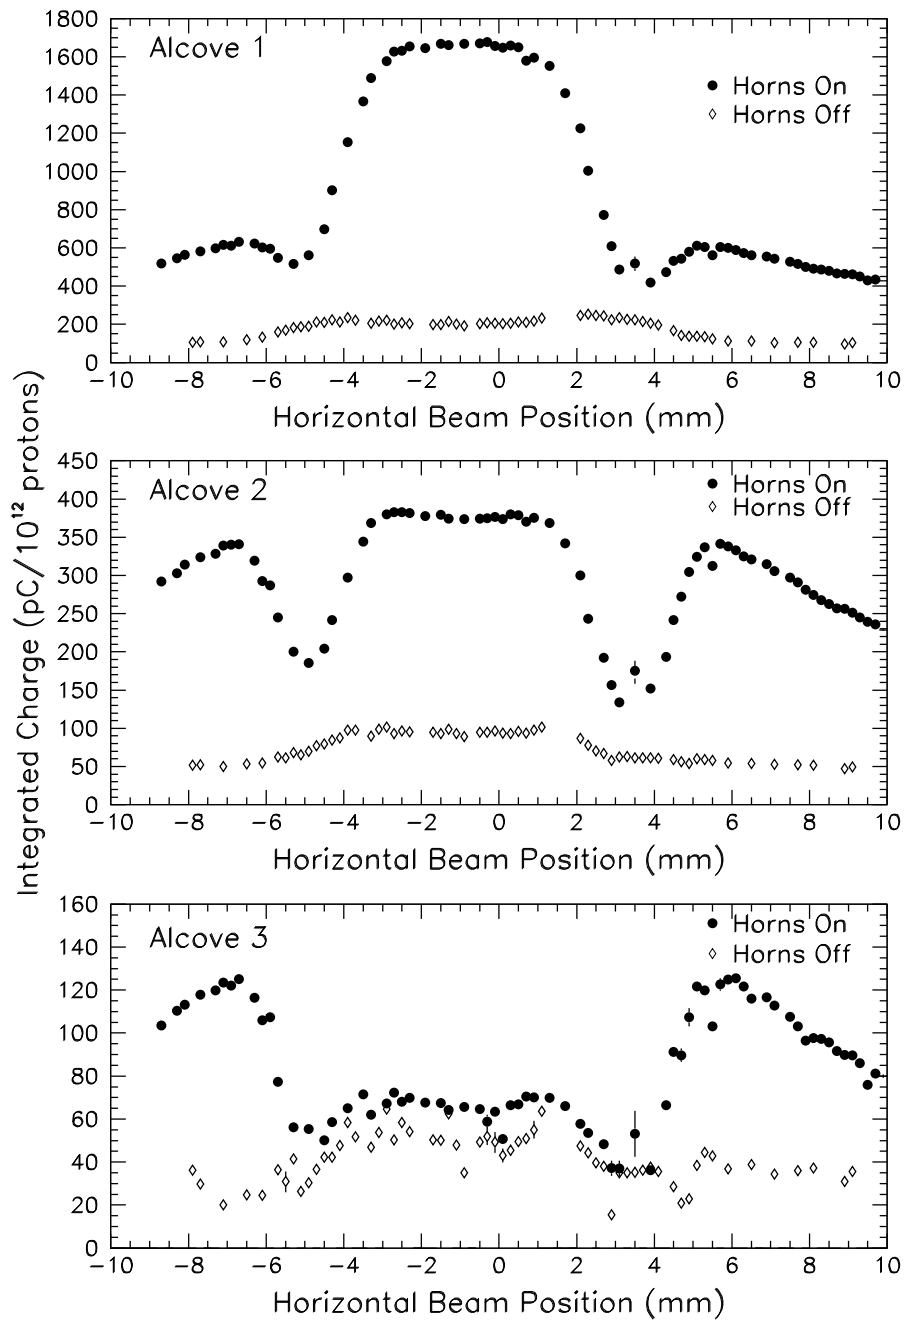 1800
1600
1400
1200
1000
800
600
400
200
0
Alcove 1
Horns On
Horns Off
−10 −8 −6 −4 −2 0 2 4 6 8 10
Horizontal Beam Position (mm)
Integrated Charge (pC/10¹² protons)
450
400
350
300
250
200
150
100
50
0
Alcove 2
Horns On
Horns Off
−10 −8 −6 −4 −2 0 2 4 6 8 10
Horizontal Beam Position (mm)
160
140
120
100
80
60
40
20
0
Alcove 3
Horns On
Horns Off
−10 −8 −6 −4 −2 0 2 4 6 8 10
Horizontal Beam Position (mm)